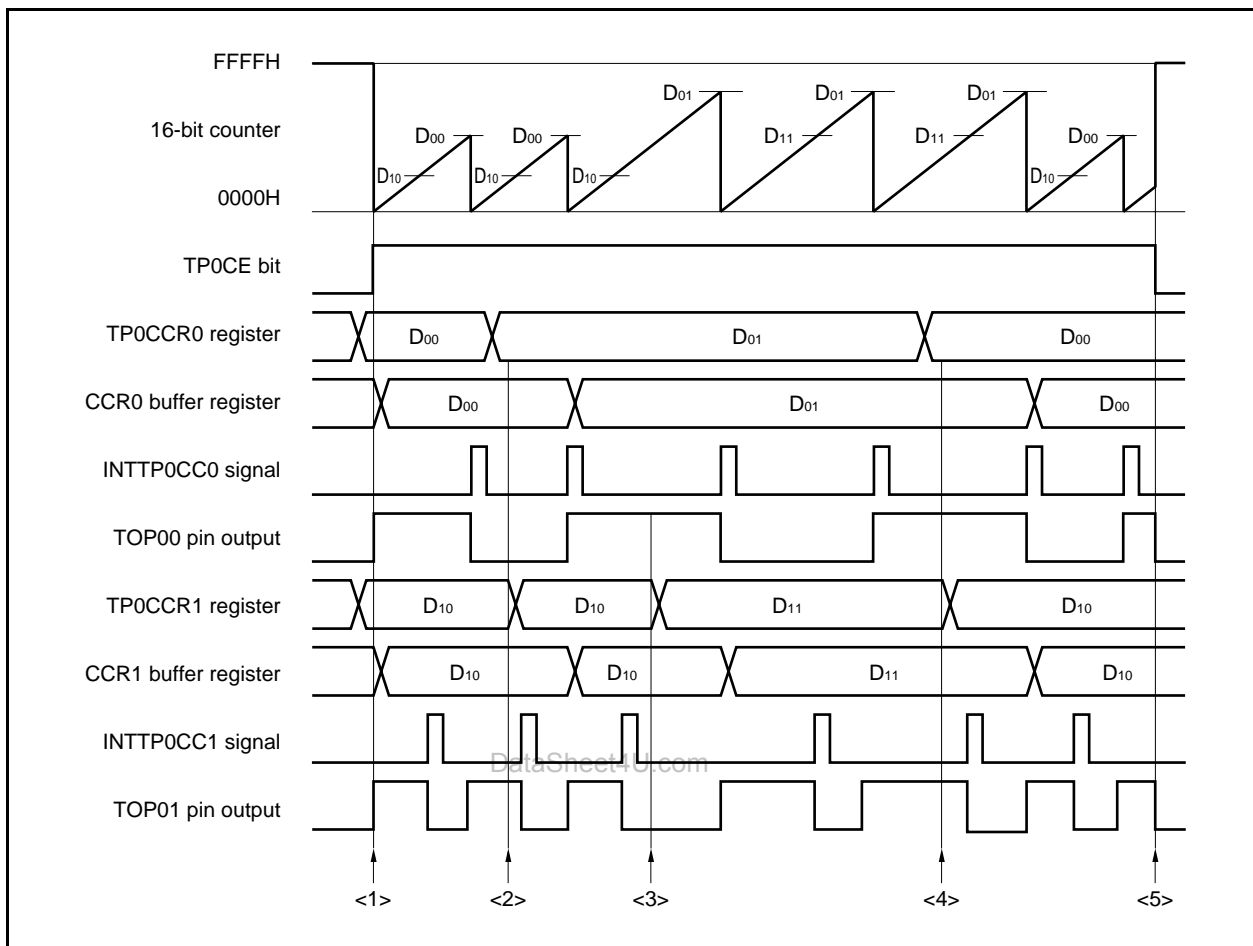 FFFFH
D01 D01 D01
16-bit counter
D00 D00 D11 D11 D00
D10 D10 D10 D10
0000H
TP0CE bit
TP0CCR0 register
D00 D01 D00
CCR0 buffer register
D00 D01 D00
INTTP0CC0 signal
TOP00 pin output
TP0CCR1 register
D10 D10 D11 D10
CCR1 buffer register
D10 D10 D11 D10
INTTP0CC1 signal
DataSheet4U.com
TOP01 pin output
<1> <2> <3> <4> <5>